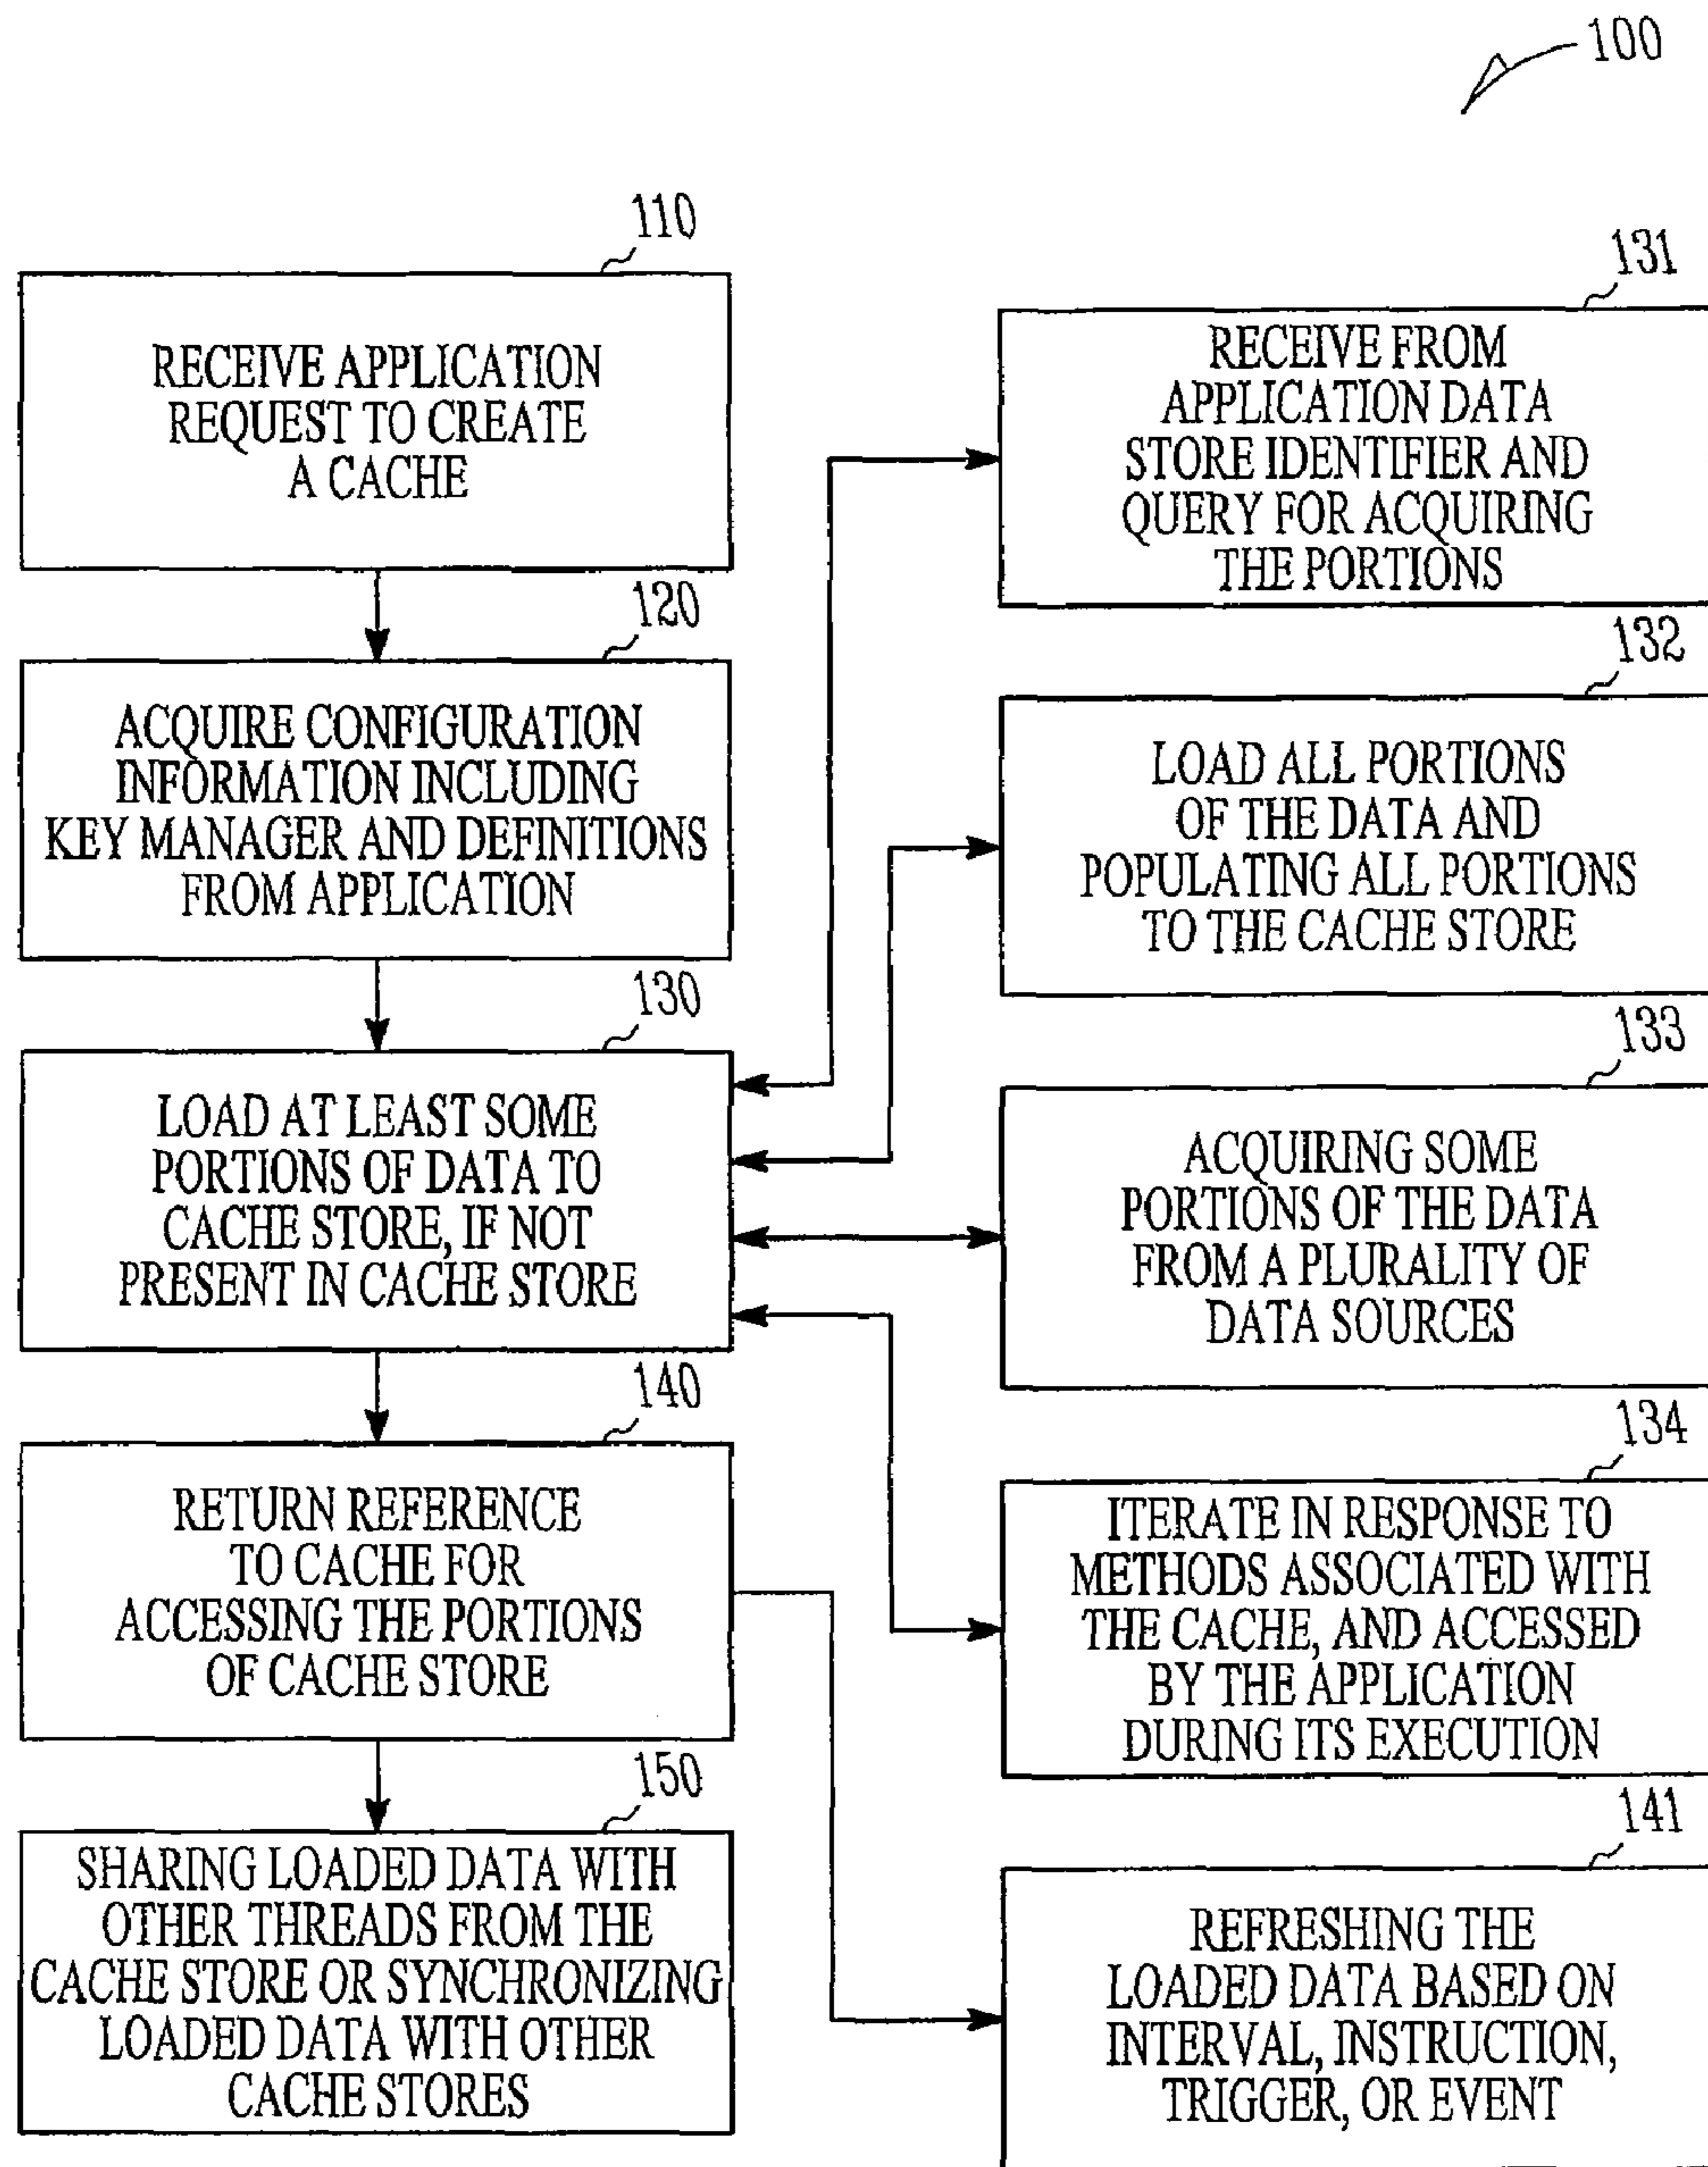 100
110
RECEIVE APPLICATION
REQUEST TO CREATE
A CACHE
120
ACQUIRE CONFIGURATION
INFORMATION INCLUDING
KEY MANAGER AND DEFINITIONS
FROM APPLICATION
130
LOAD AT LEAST SOME
PORTIONS OF DATA TO
CACHE STORE, IF NOT
PRESENT IN CACHE STORE
140
RETURN REFERENCE
TO CACHE FOR
ACCESSING THE PORTIONS
OF CACHE STORE
150
SHARING LOADED DATA WITH
OTHER THREADS FROM THE
CACHE STORE OR SYNCHRONIZING
LOADED DATA WITH OTHER
CACHE STORES
131
RECEIVE FROM
APPLICATION DATA
STORE IDENTIFIER AND
QUERY FOR ACQUIRING
THE PORTIONS
132
LOAD ALL PORTIONS
OF THE DATA AND
POPULATING ALL PORTIONS
TO THE CACHE STORE
133
ACQUIRING SOME
PORTIONS OF THE DATA
FROM A PLURALITY OF
DATA SOURCES
134
ITERATE IN RESPONSE TO
METHODS ASSOCIATED WITH
THE CACHE, AND ACCESSED
BY THE APPLICATION
DURING ITS EXECUTION
141
REFRESHING THE
LOADED DATA BASED ON
INTERVAL, INSTRUCTION,
TRIGGER, OR EVENT